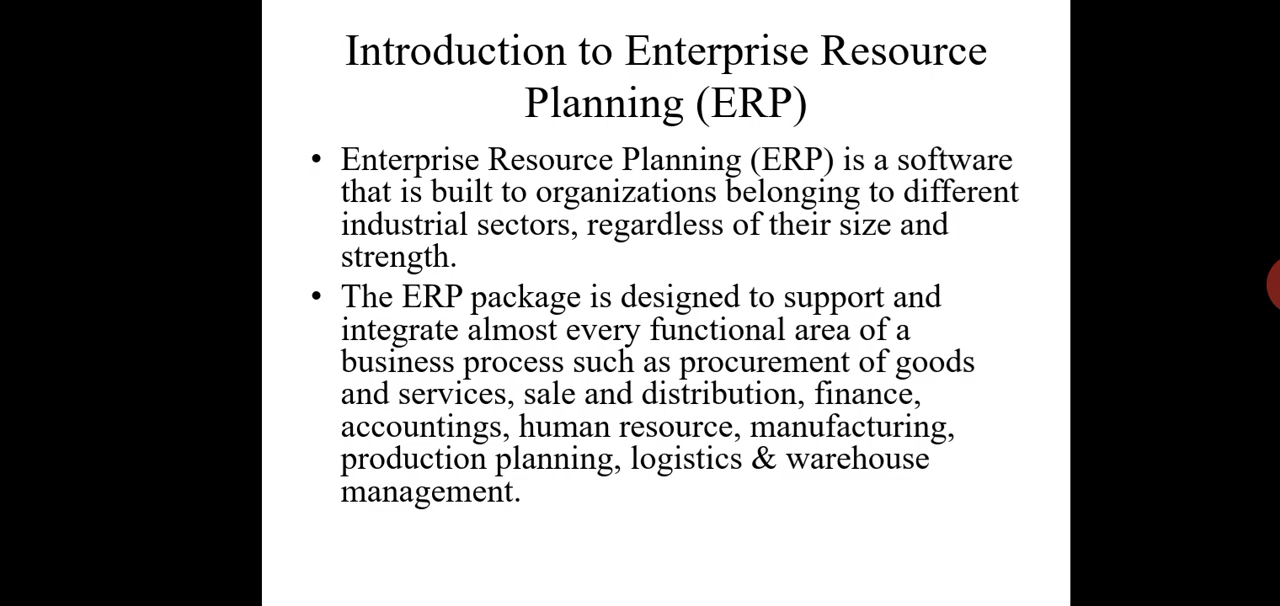 Introduction to Enterprise Resource
Planning (ERP)
• Enterprise Resource Planning (ERP) is a software
that is built to organizations belonging to different
industrial sectors, regardless of their size and
strength.
• The ERP package is designed to support and
integrate almost every functional area of a
business process such as procurement of goods
and services, sale and distribution, finance,
accountings, human resource, manufacturing,
production planning, logistics & warehouse
management.